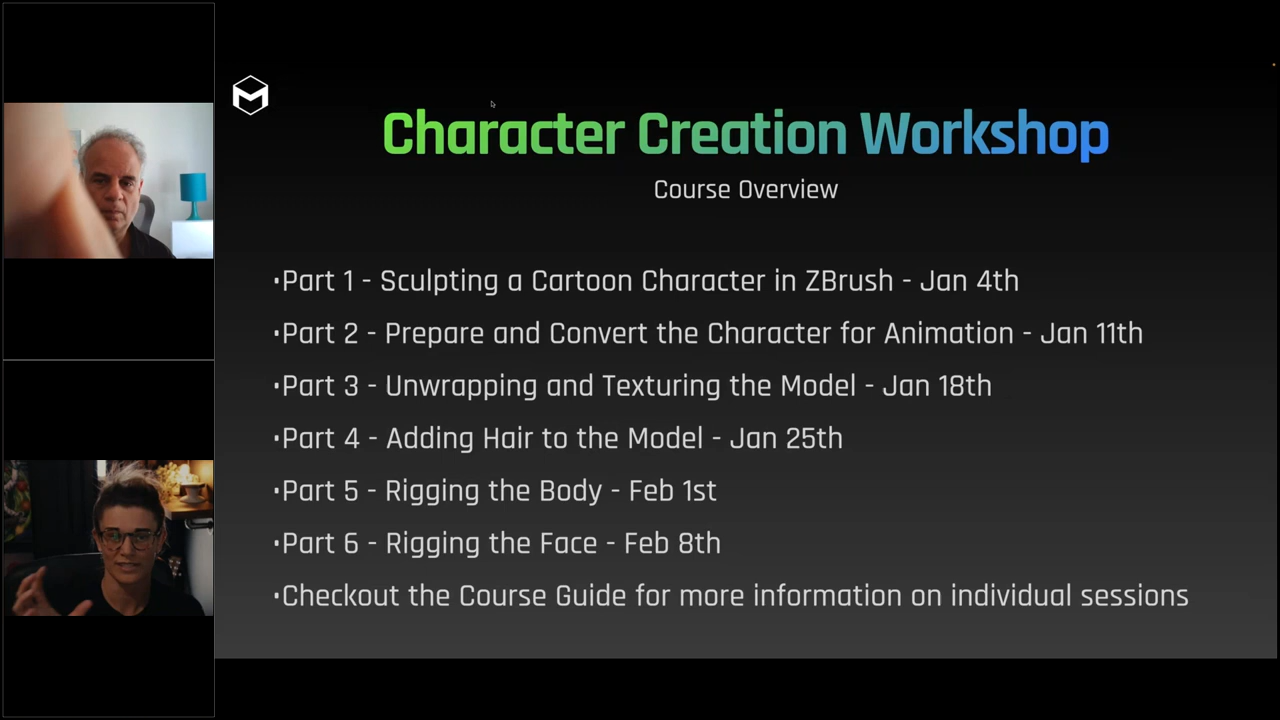 Character Creation Workshop
Course Overview
·Part 1 - Sculpting a Cartoon Character in ZBrush - Jan 4th
·Part 2 - Prepare and Convert the Character for Animation - Jan 11th
·Part 3 - Unwrapping and Texturing the Model - Jan 18th
·Part 4 - Adding Hair to the Model - Jan 25th
·Part 5 - Rigging the Body - Feb 1st
·Part 6 - Rigging the Face - Feb 8th
·Checkout the Course Guide for more information on individual sessions